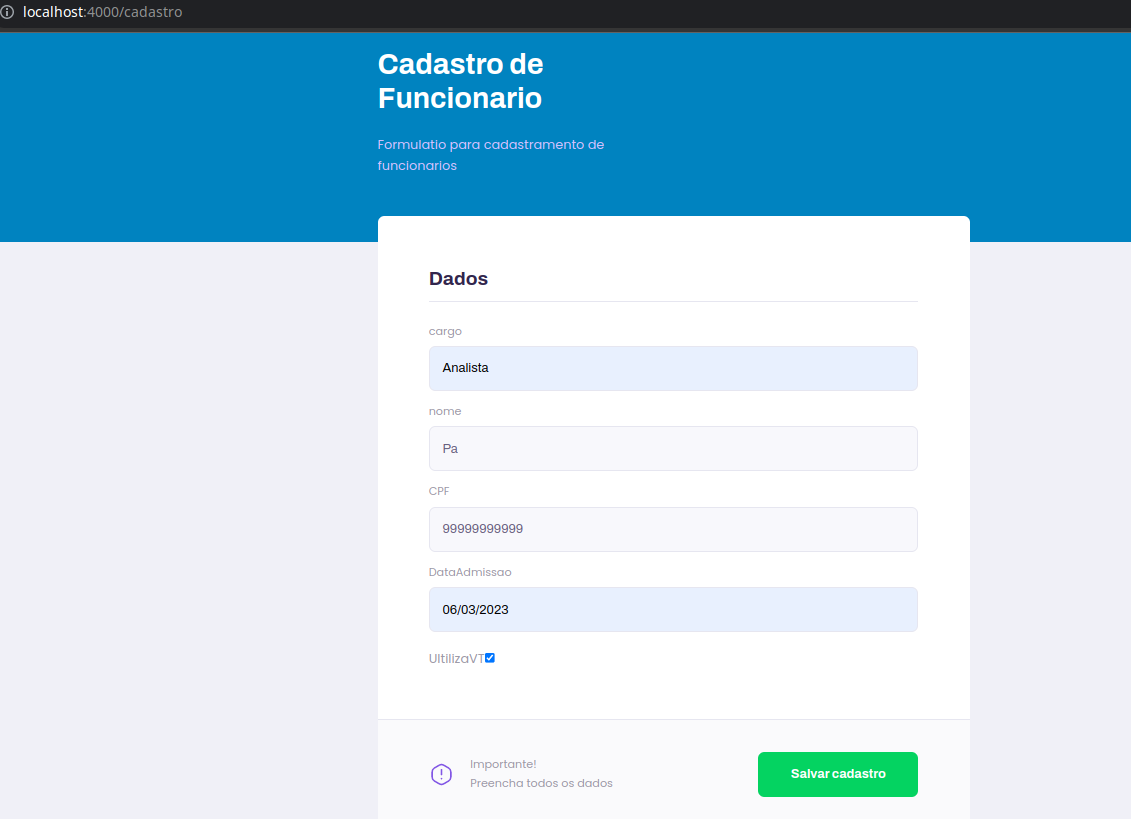 localhost:4000/cadastro
Cadastro de
Funcionario
Formulatio para cadastramento de
funcionarios
Dados
cargo
Analista
nome
Pa
CPF
99999999999
DataAdmissao
06/03/2023
UltilizaVT
Importante!
Preencha todos os dados
Salvar cadastro